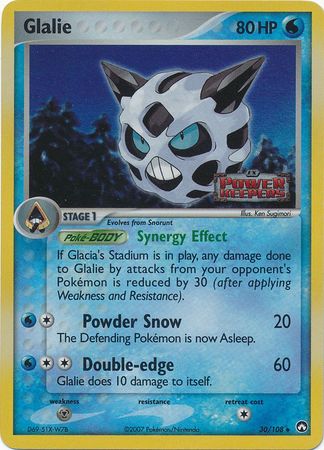 Glalie 80 HP
EX
POWER
KEEPERS
Illus. Ken Sugimori
STAGE 1
Evolves from Snorunt
Poké-BODY Synergy Effect
If Glacia's Stadium is in play, any damage done
to Glalie by attacks from your opponent's
Pokémon is reduced by 30 (after applying
Weakness and Resistance).
Powder Snow 20
The Defending Pokémon is now Asleep.
Double-edge 60
Glalie does 10 damage to itself.
weakness resistance retreat cost
069-51X-W7B ©2007 Pokémon/Nintendo 30/108